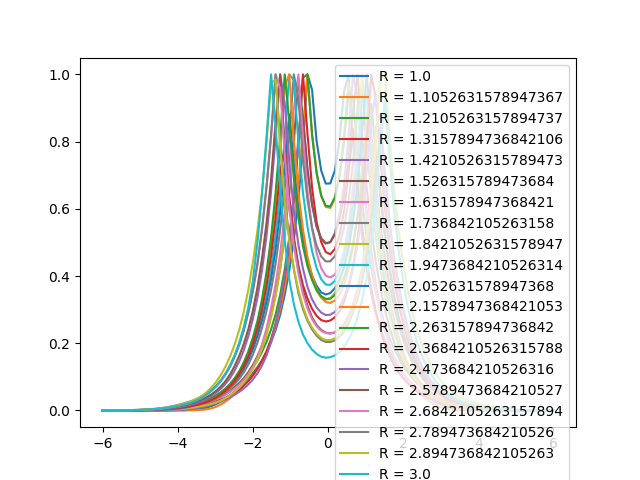 1.0
0.8
0.6
0.4
0.2
0.0
−6
−4
−2
0
2
4
6
R = 1.0
R = 1.1052631578947367
R = 1.2105263157894737
R = 1.3157894736842106
R = 1.4210526315789473
R = 1.526315789473684
R = 1.631578947368421
R = 1.736842105263158
R = 1.8421052631578947
R = 1.9473684210526314
R = 2.052631578947368
R = 2.1578947368421053
R = 2.263157894736842
R = 2.3684210526315788
R = 2.473684210526316
R = 2.5789473684210527
R = 2.6842105263157894
R = 2.789473684210526
R = 2.894736842105263
R = 3.0